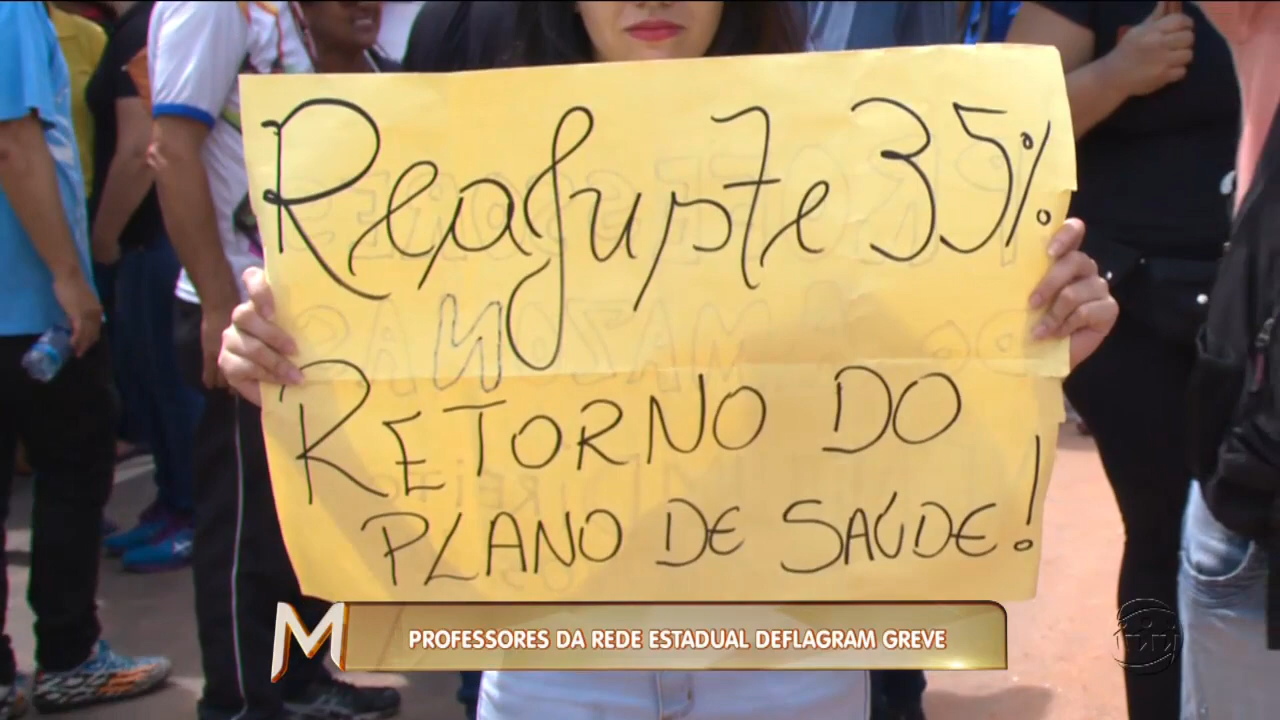 Reajuste 35%
RETORNO DO
PLANO DE SAÚDE!
M
PROFESSORES DA REDE ESTADUAL DEFLAGRAM GREVE